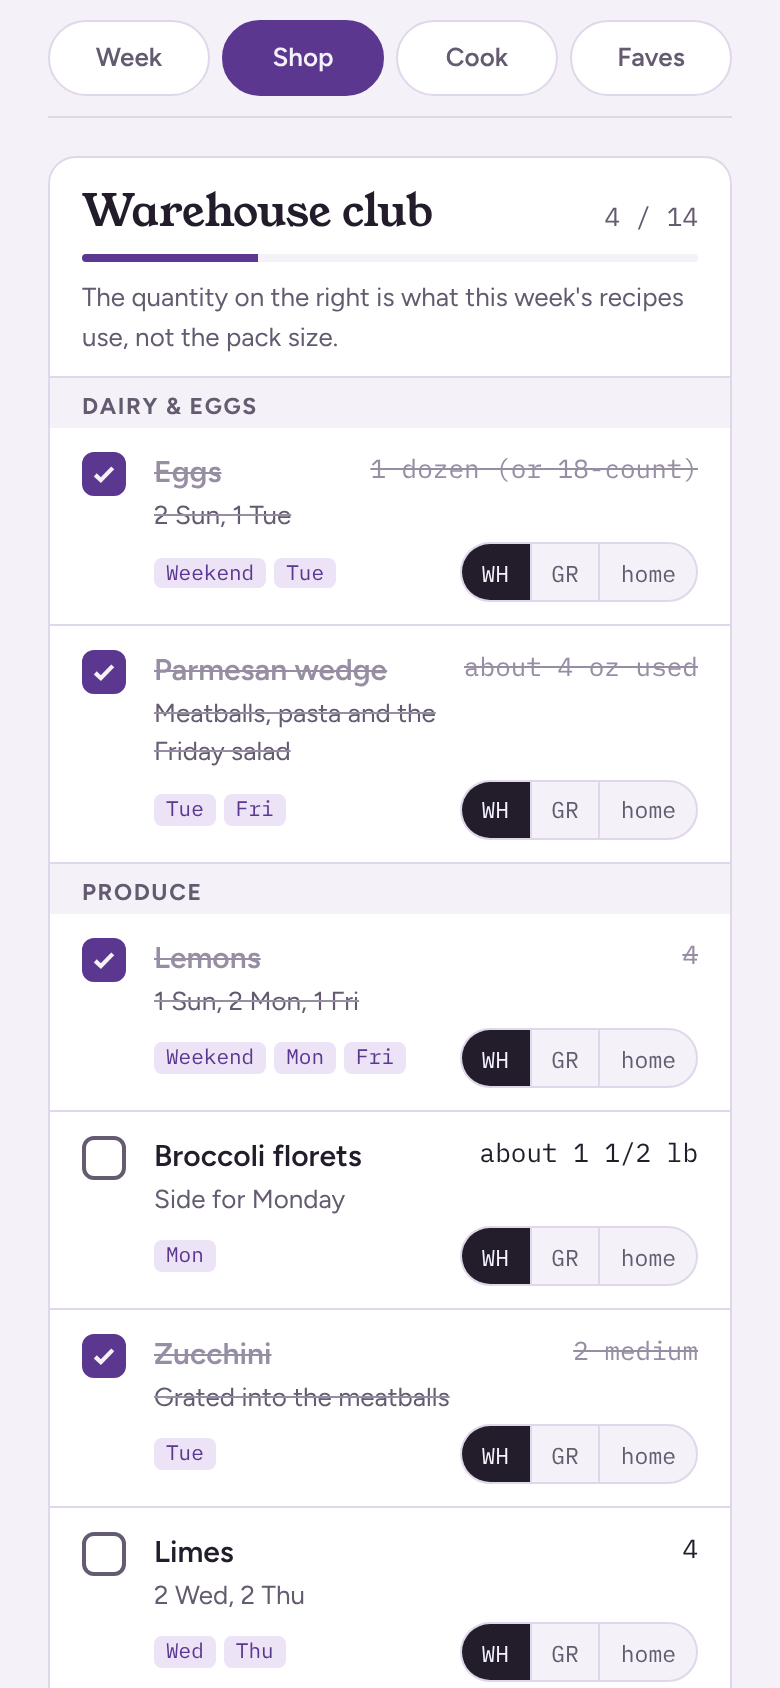 Week Shop Cook Faves
Warehouse club 4 / 14
The quantity on the right is what this week's recipes
use, not the pack size.
DAIRY & EGGS
Eggs 1 dozen (or 18-count)
2 Sun, 1 Tue
Weekend Tue WH GR home
Parmesan wedge about 4 oz used
Meatballs, pasta and the
Friday salad
Tue Fri WH GR home
PRODUCE
Lemons 4
1 Sun, 2 Mon, 1 Fri
Weekend Mon Fri WH GR home
Broccoli florets about 1 1/2 lb
Side for Monday
Mon WH GR home
Zucchini 2 medium
Grated into the meatballs
Tue WH GR home
Limes 4
2 Wed, 2 Thu
Wed Thu WH GR home